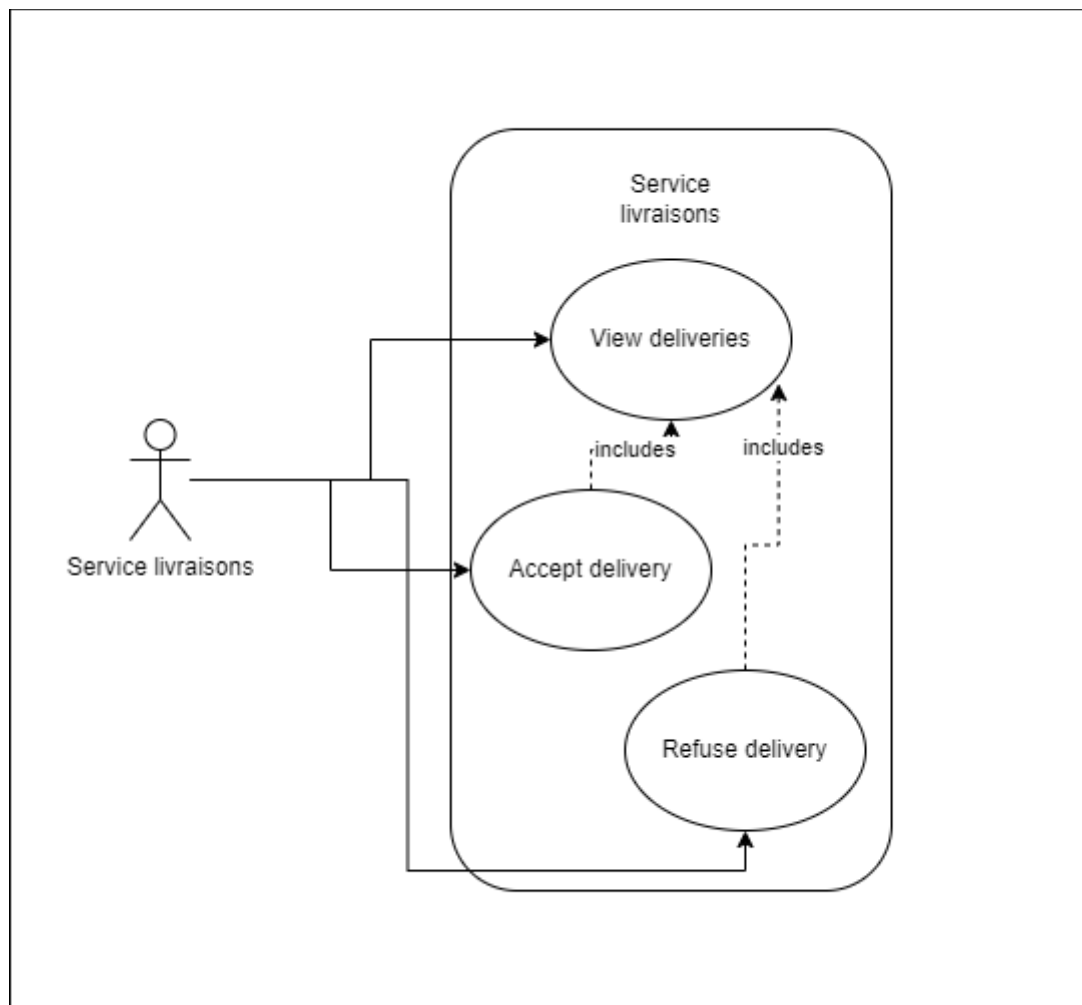 Service
livraisons
View deliveries
includes
includes
Service livraisons
Accept delivery
Refuse delivery